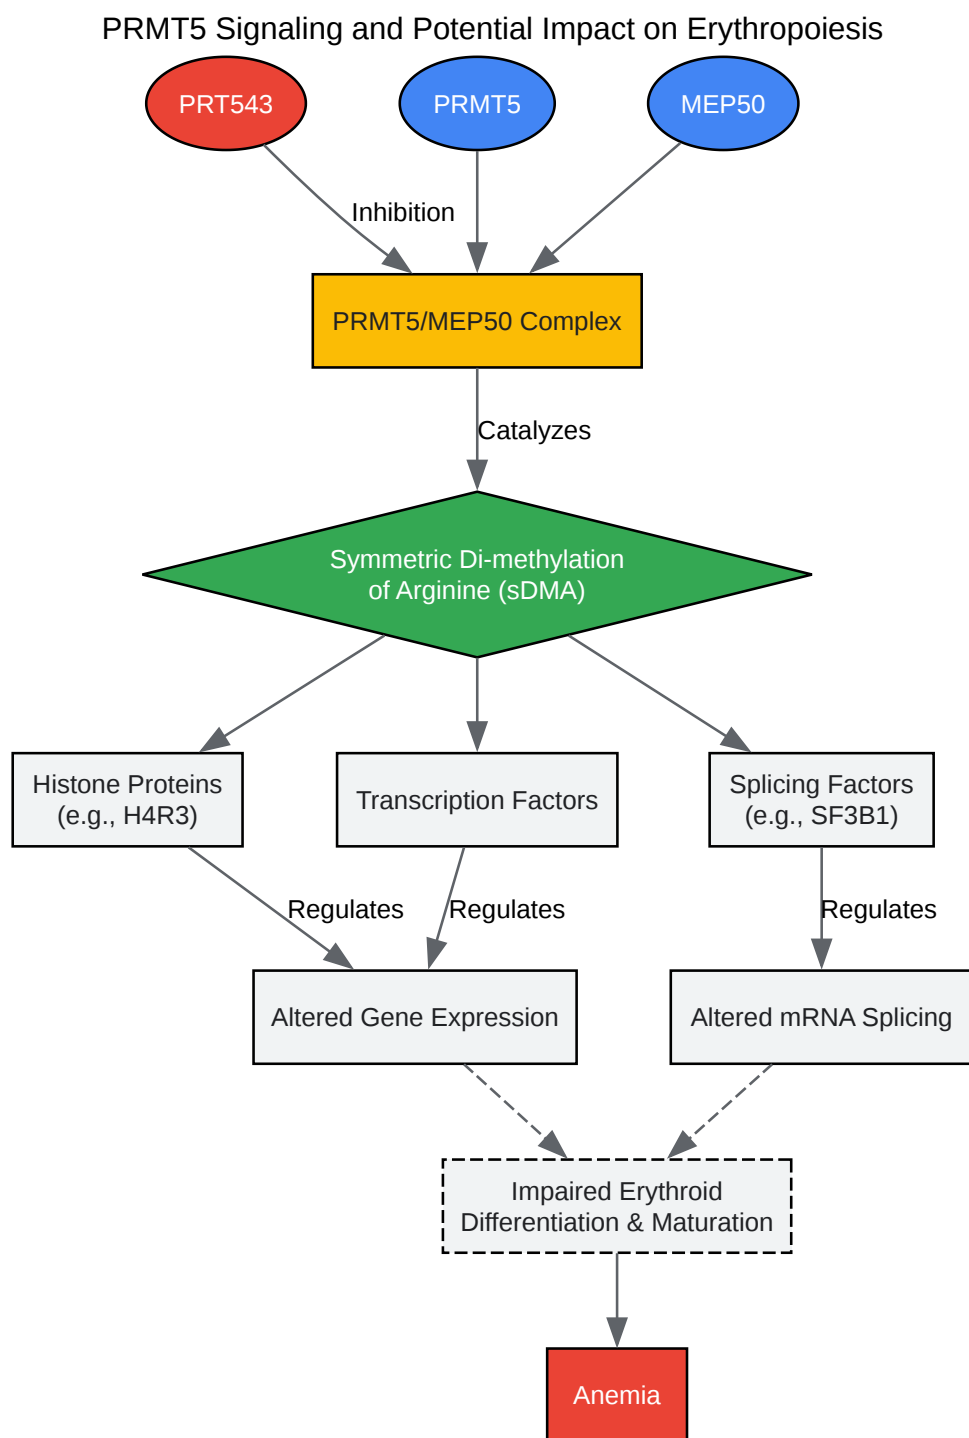 PRMT5 Signaling and Potential Impact on Erythropoiesis
PRT543
PRMT5
MEP50
Inhibition
PRMT5/MEP50 Complex
Catalyzes
Symmetric Di-methylation
of Arginine (sDMA)
Histone Proteins
(e.g., H4R3)
Transcription Factors
Splicing Factors
(e.g., SF3B1)
Regulates
Regulates
Regulates
Altered Gene Expression
Altered mRNA Splicing
Impaired Erythroid
Differentiation & Maturation
Anemia